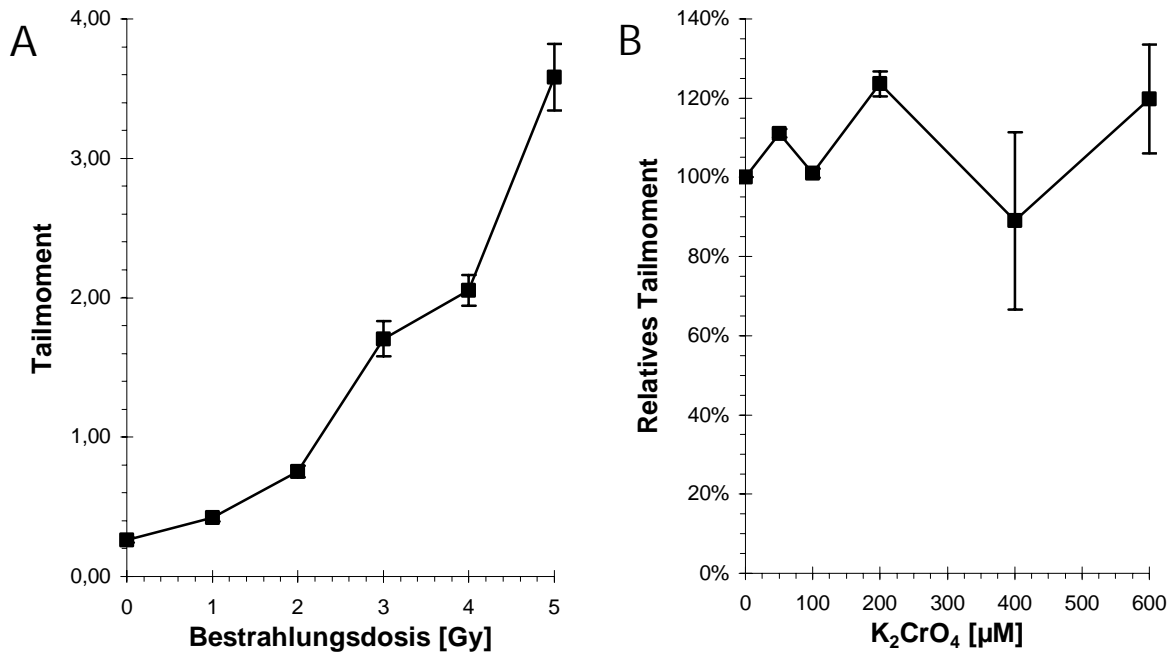 A
Tailmoment
4,00
3,00
2,00
1,00
0,00
0 1 2 3 4 5
Bestrahlungsdosis [Gy]
B
Relatives Tailmoment
140%
120%
100%
80%
60%
40%
20%
0%
0 100 200 300 400 500 600
K₂CrO₄ [µM]